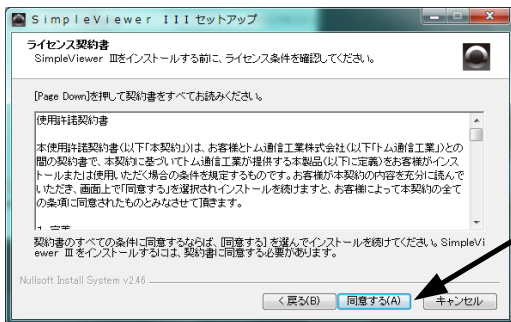 SimpleViewer III セットアップ
ライセンス契約書
SimpleViewer Ⅲをインストールする前に、ライセンス条件を確認してください。
[Page Down]を押して契約書をすべてお読みください。
使用許諾契約書
本使用許諾契約書(以下「本契約」)は、お客様とトム通信工業株式会社(以下「トム通信工業」)との
間の契約書で、本契約に基づいてトム通信工業が提供する本製品(以下に定義)をお客様がインス
トールまたは使用いただく場合の条件を規定するものです。お客様が本契約の内容を充分に読んで
いただき、画面上で「同意する」を選択されインストールを続けますと、お客様によって本契約の全て
の条項に同意されたものとみなさせて頂きます。
1. 定義
契約書のすべての条件に同意するならば、[同意する] を選んでインストールを続けてください。SimpleVi
ewer Ⅲ をインストールするには、契約書に同意する必要があります。
Nullsoft Install System v2.46
< 戻る(B)
同意する(A)
キャンセル